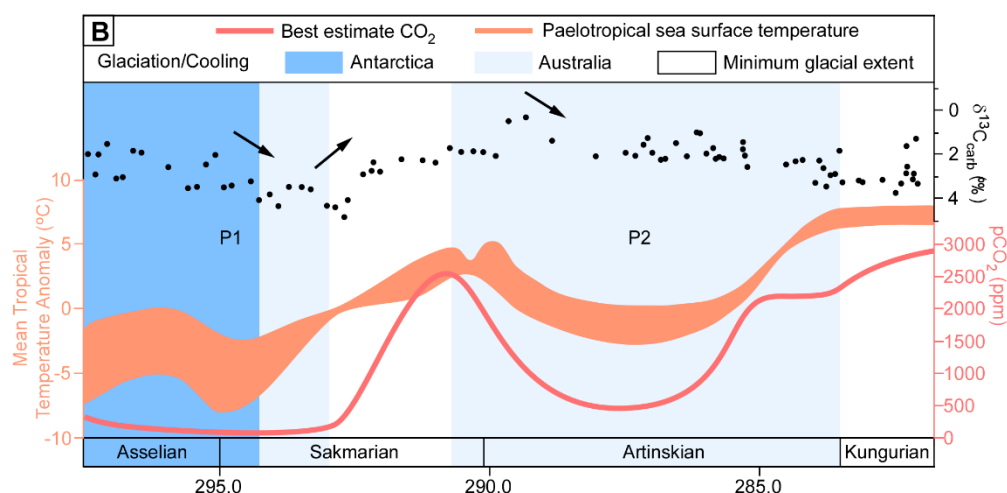 B
Best estimate CO₂ Paelotropical sea surface temperature
Glaciation/Cooling Antarctica Australia Minimum glacial extent
P1 P2
10
5
0
-5
-10
Mean Tropical
Temperature Anomaly (ºC)
0
2
4
δ¹³Ccarb (‰)
3000
2500
2000
1500
1000
500
0
pCO₂ (ppm)
Asselian Sakmarian Artinskian Kungurian
295.0 290.0 285.0